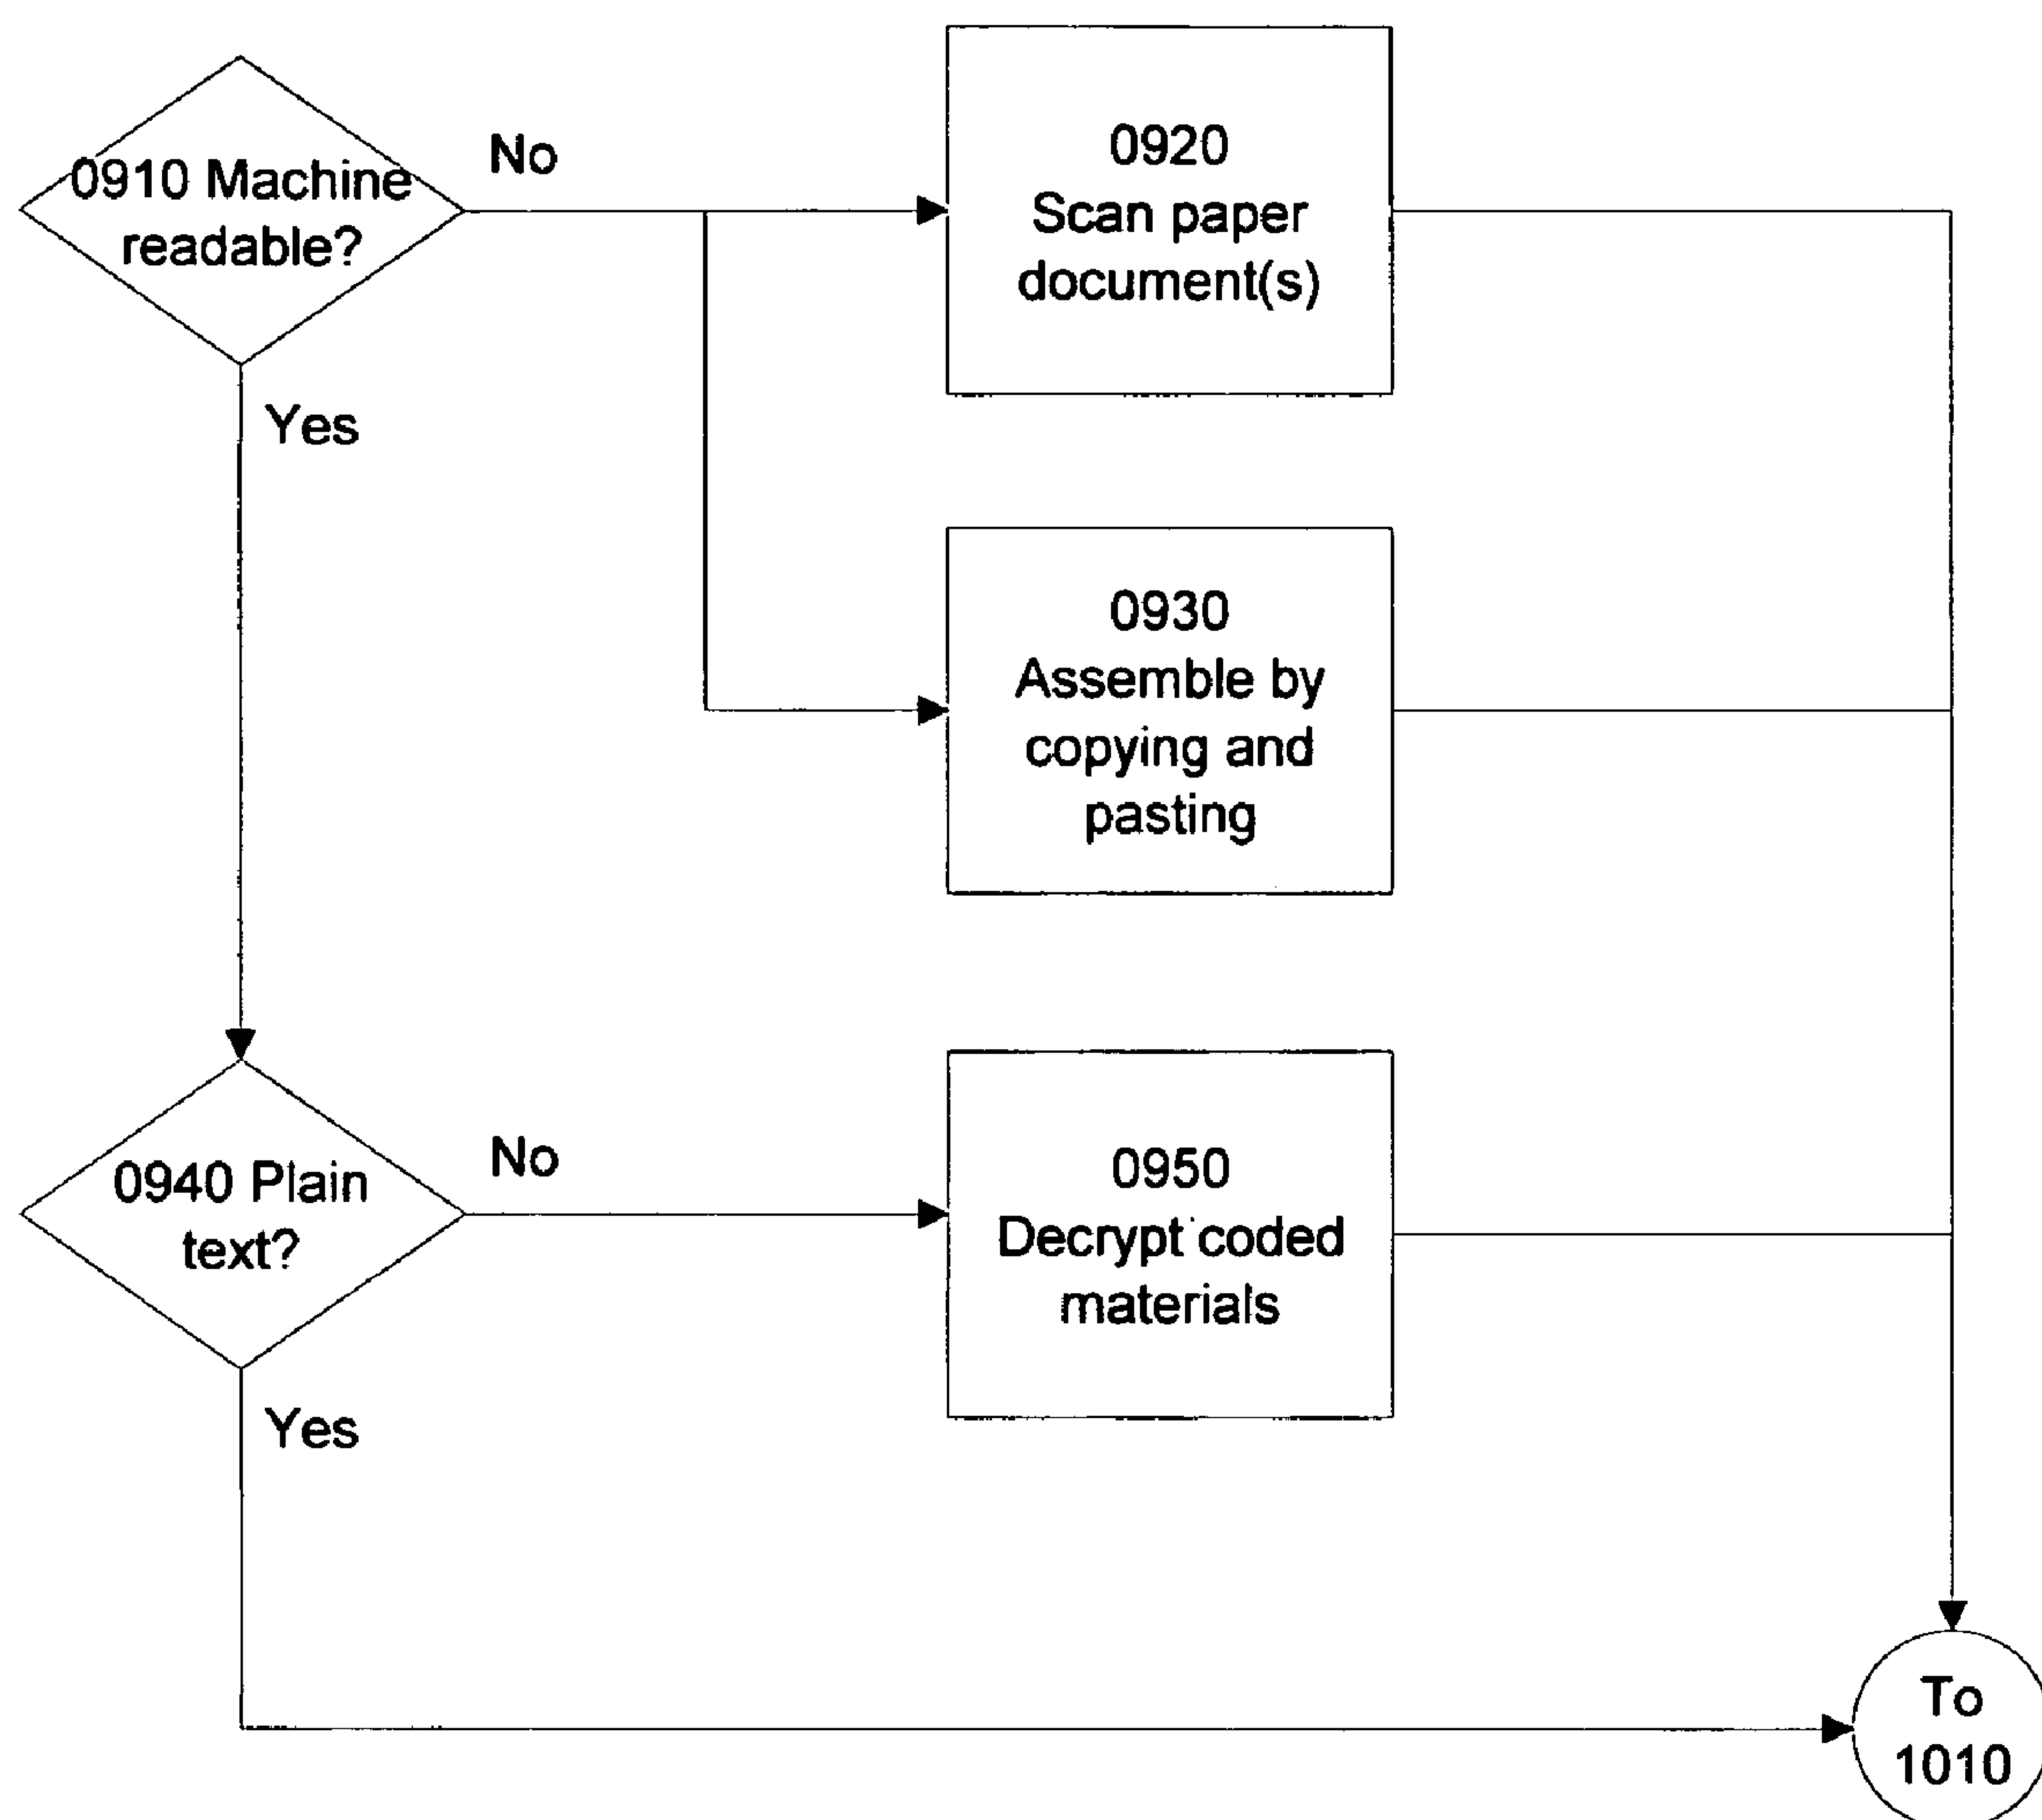 0910 Machine
readable?
No
Yes
0920
Scan paper
document(s)
0930
Assemble by
copying and
pasting
0940 Plain
text?
No
Yes
0950
Decrypt coded
materials
To
1010